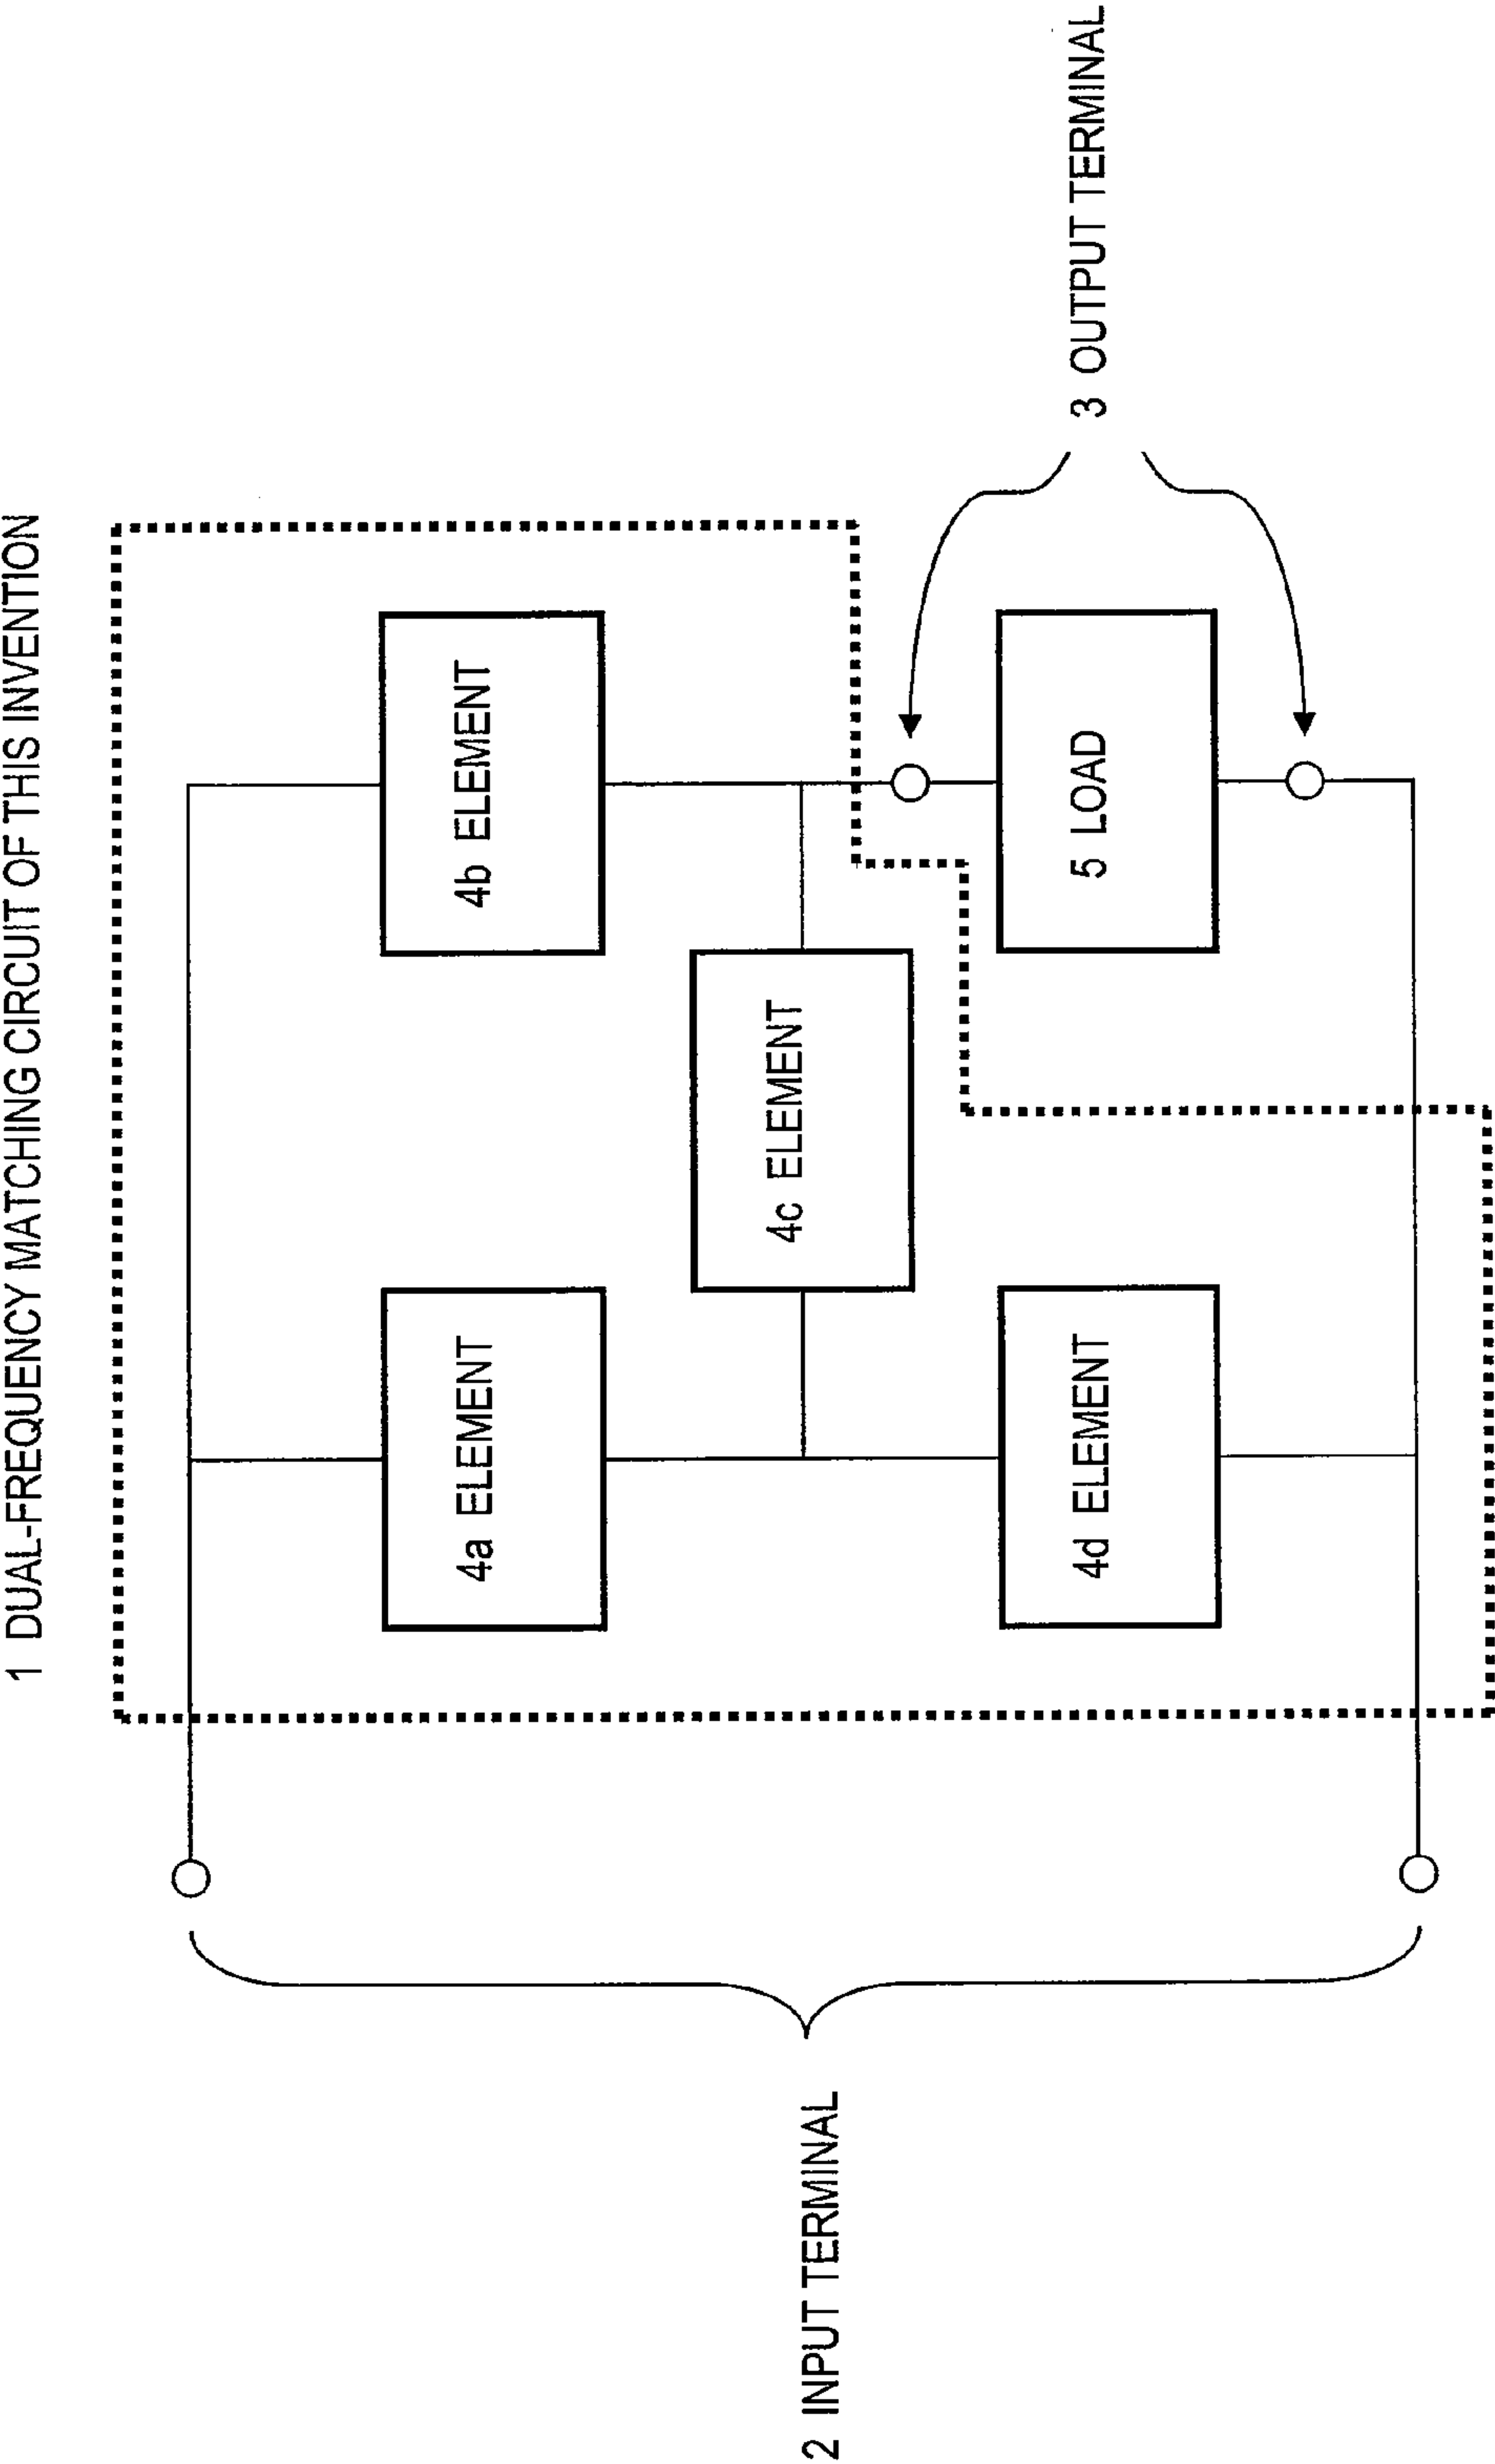 1 DUAL-FREQUENCY MATCHING CIRCUIT OF THIS INVENTION
4a ELEMENT
4b ELEMENT
4c ELEMENT
4d ELEMENT
5 LOAD
2 INPUT TERMINAL
3 OUTPUT TERMINAL